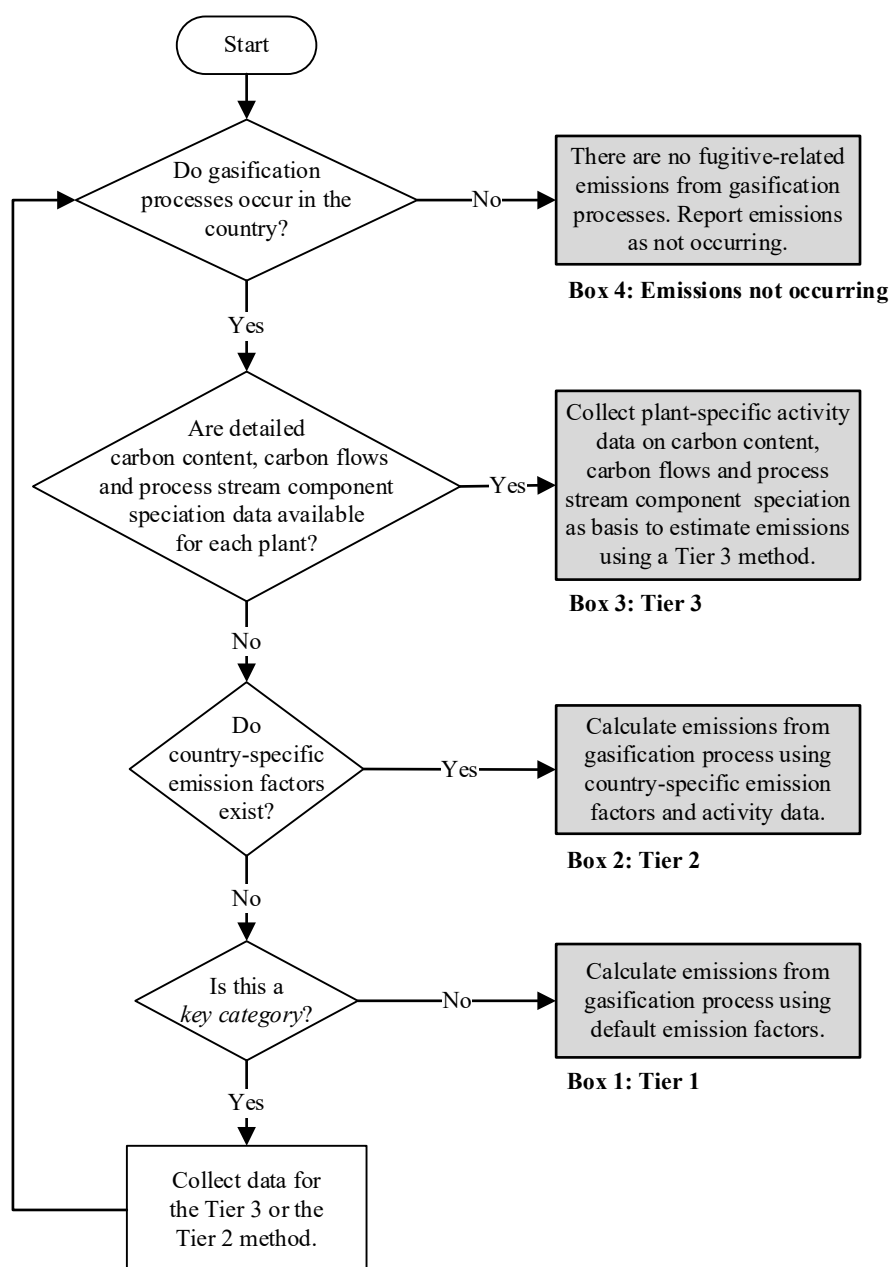 Start
Do gasification
processes occur in the
country?
No
There are no fugitive-related
emissions from gasification
processes. Report emissions
as not occurring.
Box 4: Emissions not occurring
Yes
Are detailed
carbon content, carbon flows
and process stream component
speciation data available
for each plant?
Yes
Collect plant-specific activity
data on carbon content,
carbon flows and process
stream component speciation
as basis to estimate emissions
using a Tier 3 method.
Box 3: Tier 3
No
Do
country-specific
emission factors
exist?
Yes
Calculate emissions from
gasification process using
country-specific emission
factors and activity data.
Box 2: Tier 2
No
Is this a
key category?
No
Calculate emissions from
gasification process using
default emission factors.
Box 1: Tier 1
Yes
Collect data for
the Tier 3 or the
Tier 2 method.